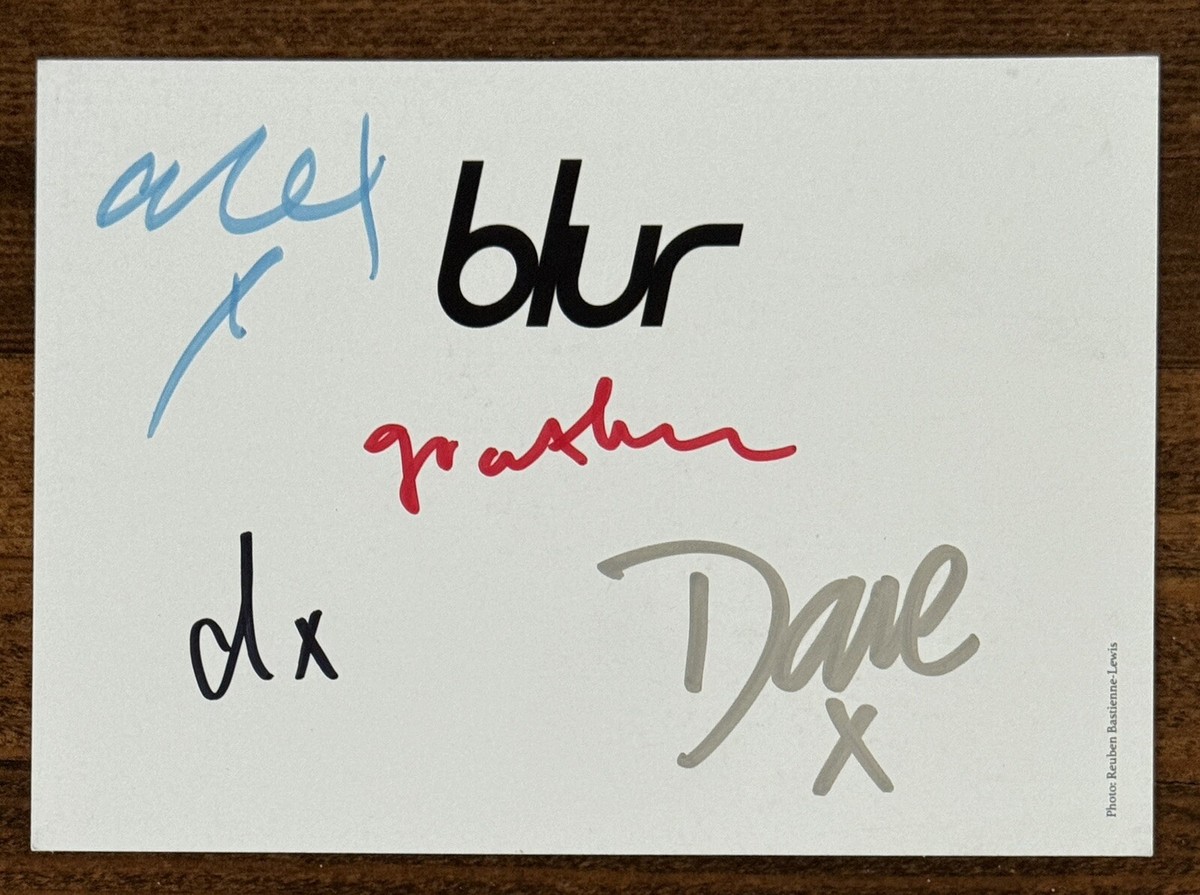 alex
x
blur
graham
d x
Dave
x
Photo: Reuben Bastienne-Lewis